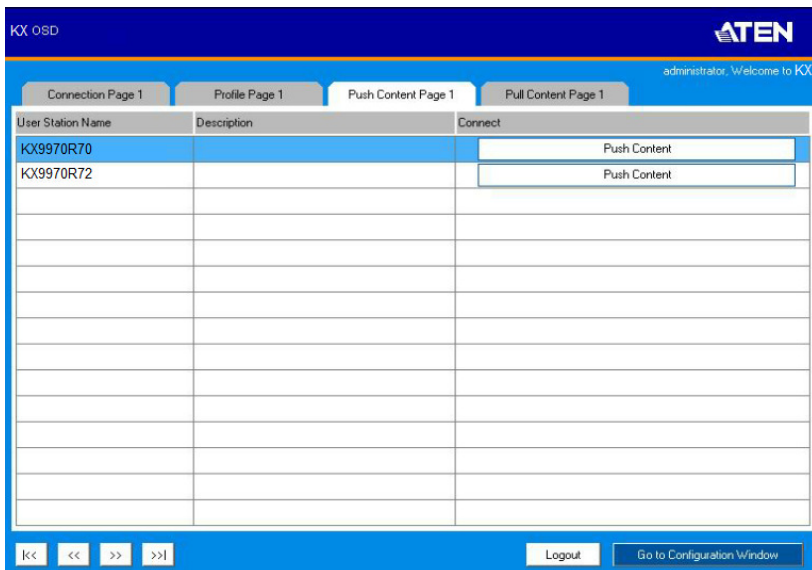 KX OSD
ATEN
administrator, Welcome to KX
Connection Page 1 Profile Page 1 Push Content Page 1 Pull Content Page 1
User Station Name Description Connect
KX9970R70 Push Content
KX9970R72 Push Content
|<< << >> >>| Logout Go to Configuration Window